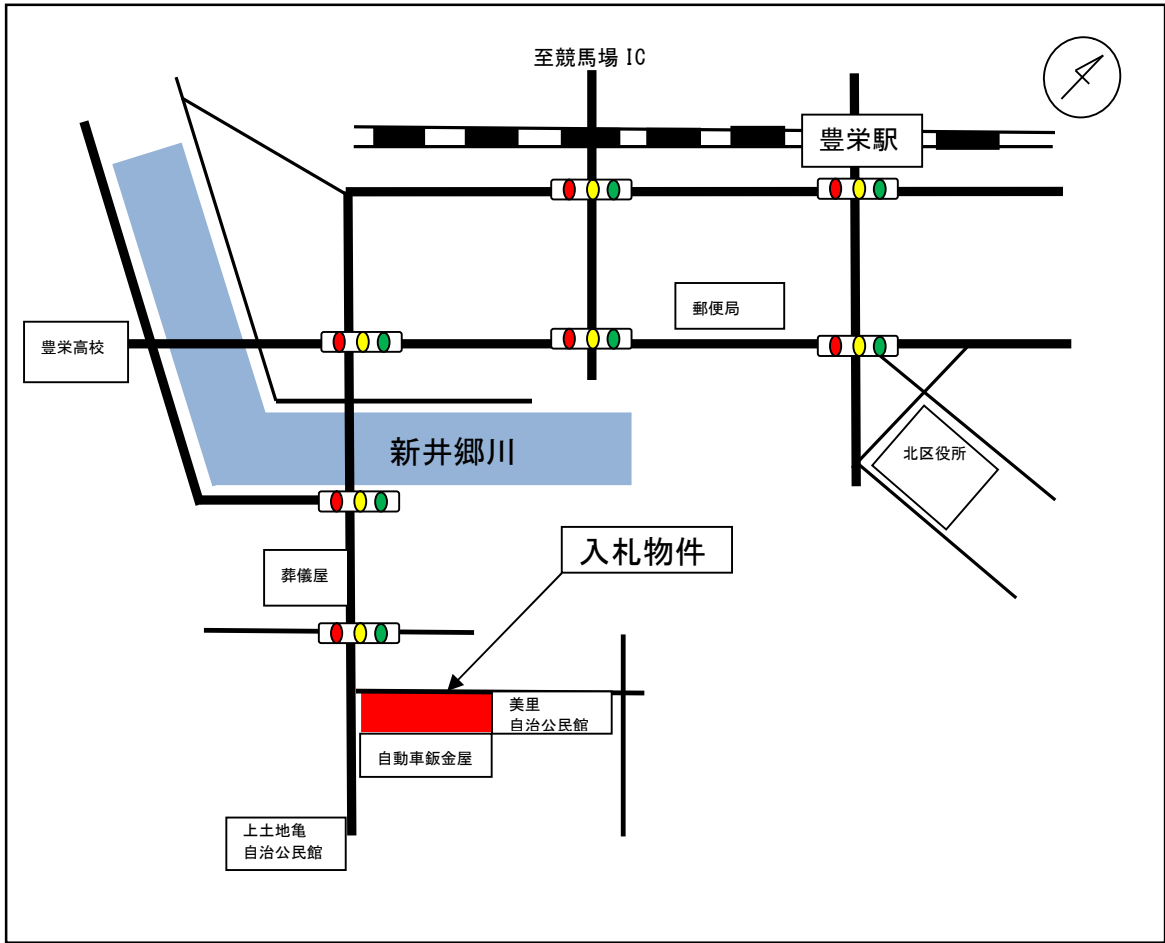 至競馬場 IC
豊栄駅
郵便局
豊栄高校
新井郷川
北区役所
入札物件
葬儀屋
美里
自治公民館
自動車鈑金屋
上土地亀
自治公民館